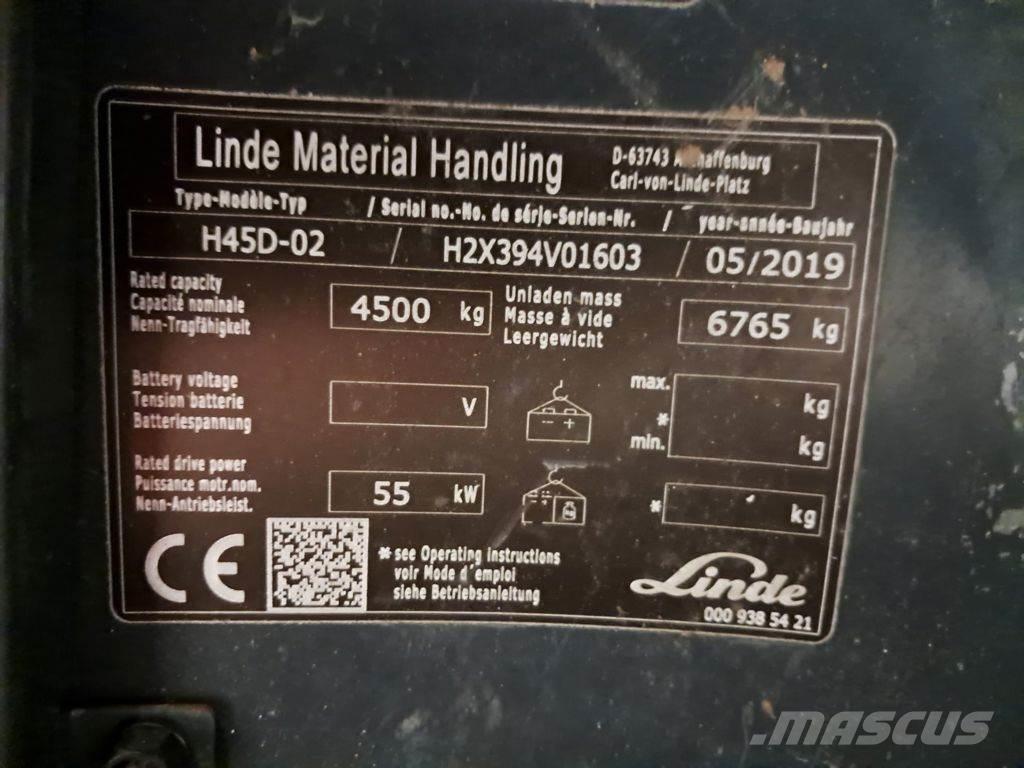 Linde Material Handling
D-63743
Carl-von-Linde-Platz
Type-Modèle-Typ / Serial no.-No. de série-Serien-Nr. / year-année-Baujahr
H45D-02 / H2X394V01603 / 05/2019
Rated capacity
Capacité nominale
Nenn-Tragfähigkeit
4500 kg
Unladen mass
Masse à vide
Leergewicht
6765 kg
Battery voltage
Tension batterie
Batteriespannung
V
- +
max.
*
min.
kg
kg
Rated drive power
Puissance motr.nom.
Nenn-Antriebsleist.
55 kW
* kg
CE
* see Operating Instructions
voir Mode d'emploi
siehe Betriebsanleitung
Linde
000 938 54 21
MASCUS